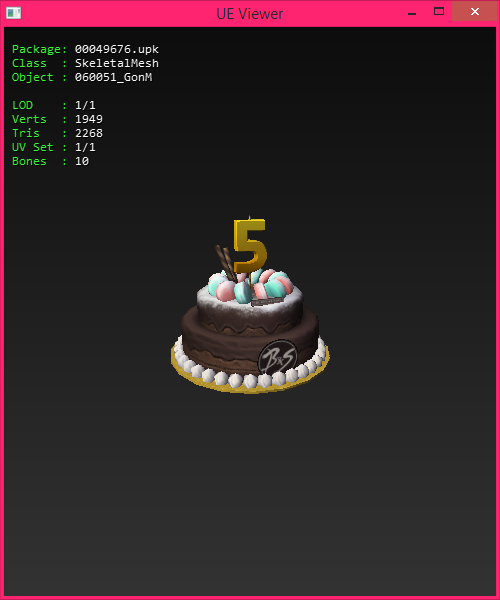 UE Viewer
Package: 00049676.upk
Class : SkeletalMesh
Object : 060051_GonM
LOD : 1/1
Verts : 1949
Tris : 2268
UV Set : 1/1
Bones : 10
5
B&S